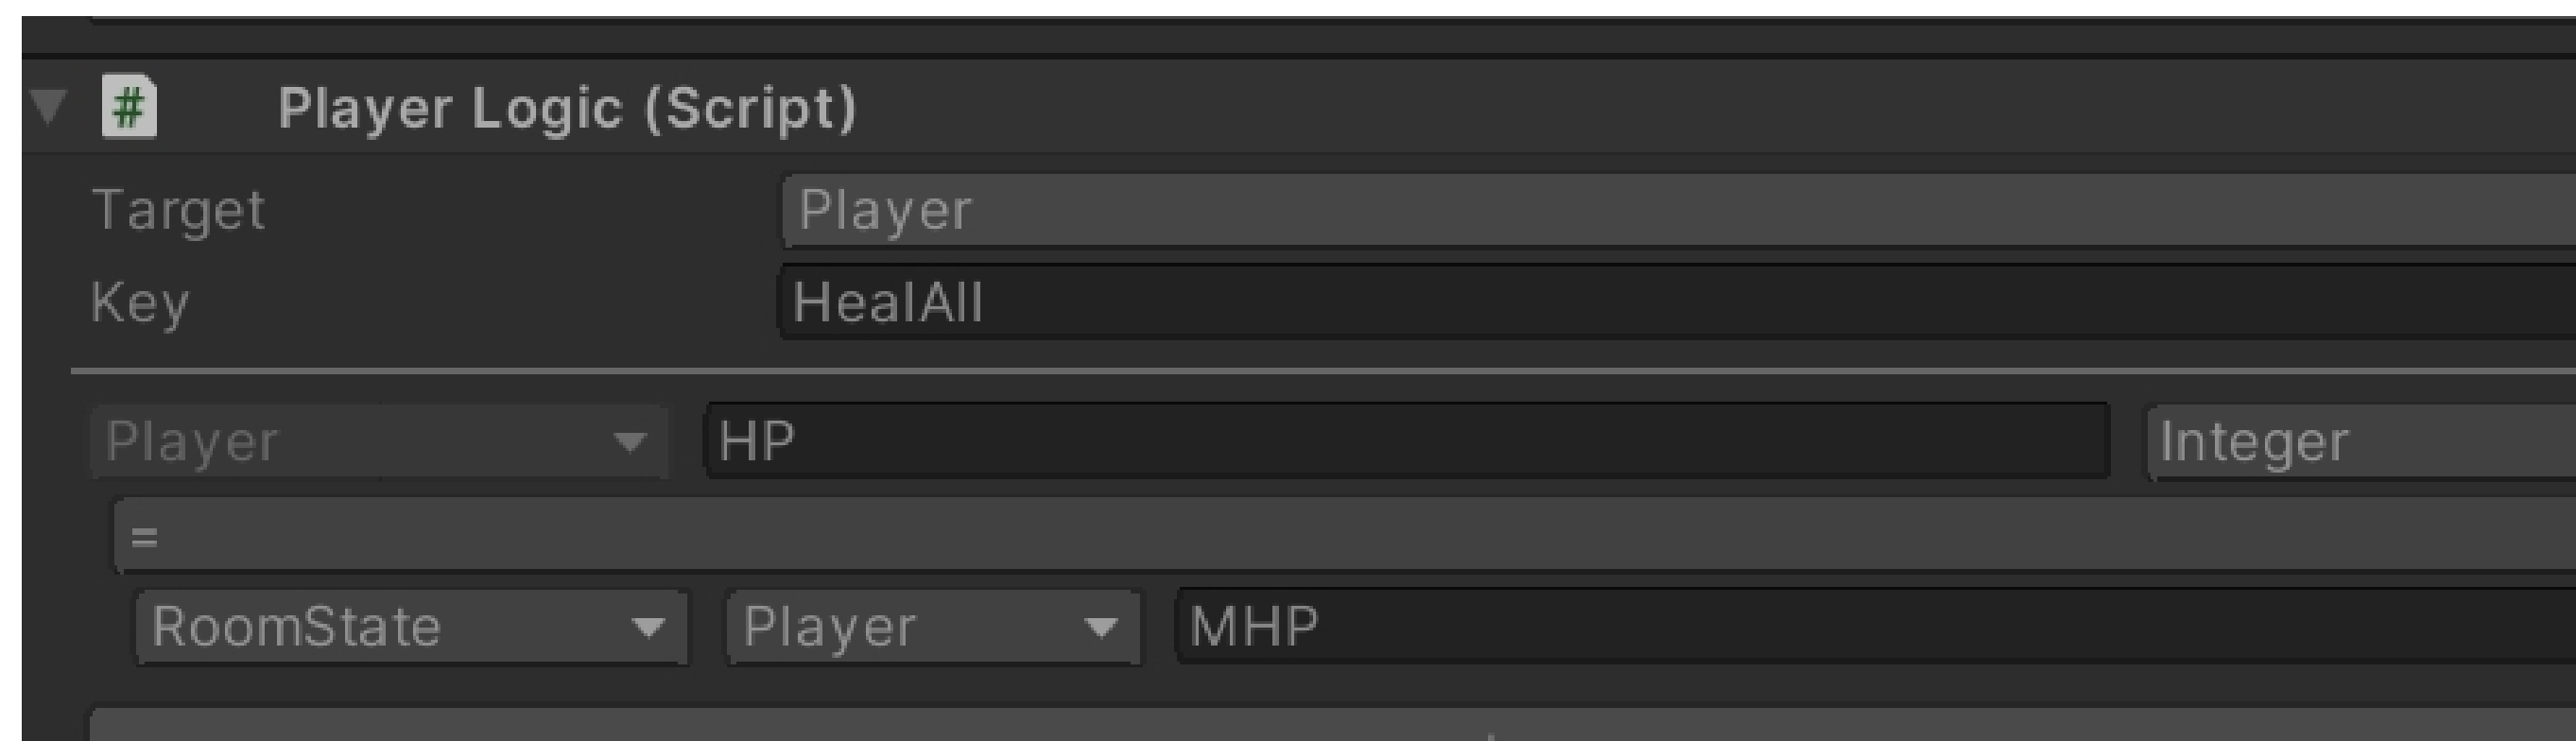 # Player Logic (Script)
Target Player
Key HealAll
Player HP Integer
=
RoomState Player MHP